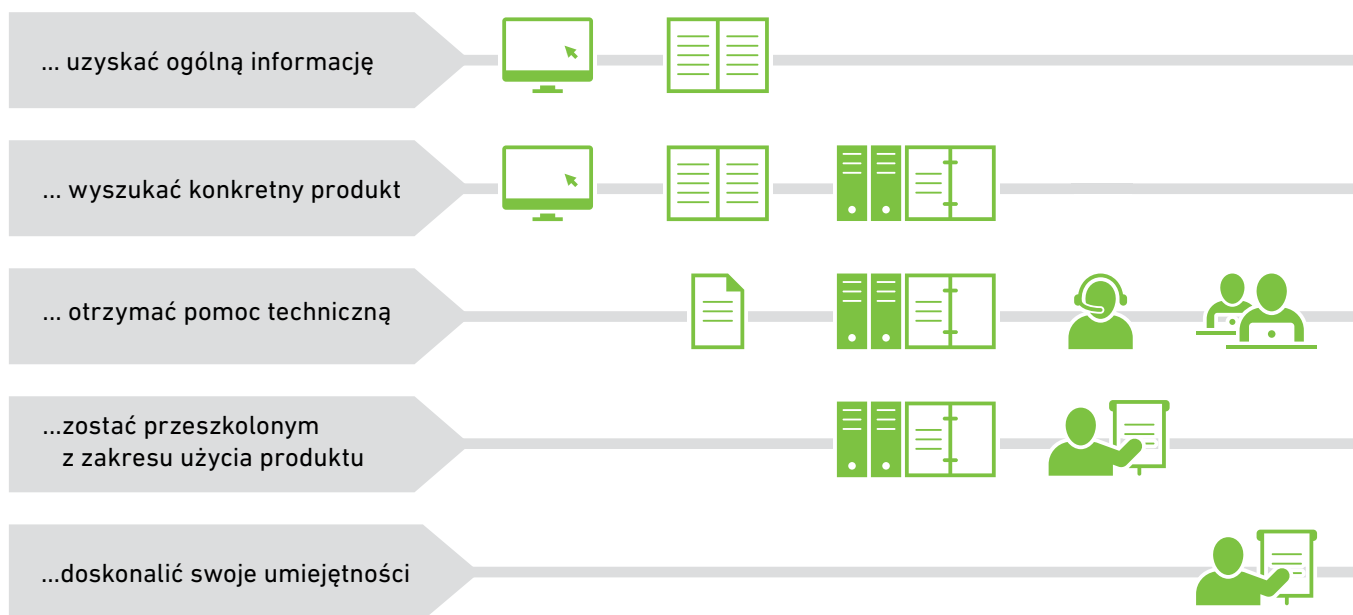 ... uzyskać ogólną informację
... wyszukać konkretny produkt
... otrzymać pomoc techniczną
...zostać przeszkolonym
z zakresu użycia produktu
...doskonalić swoje umiejętności